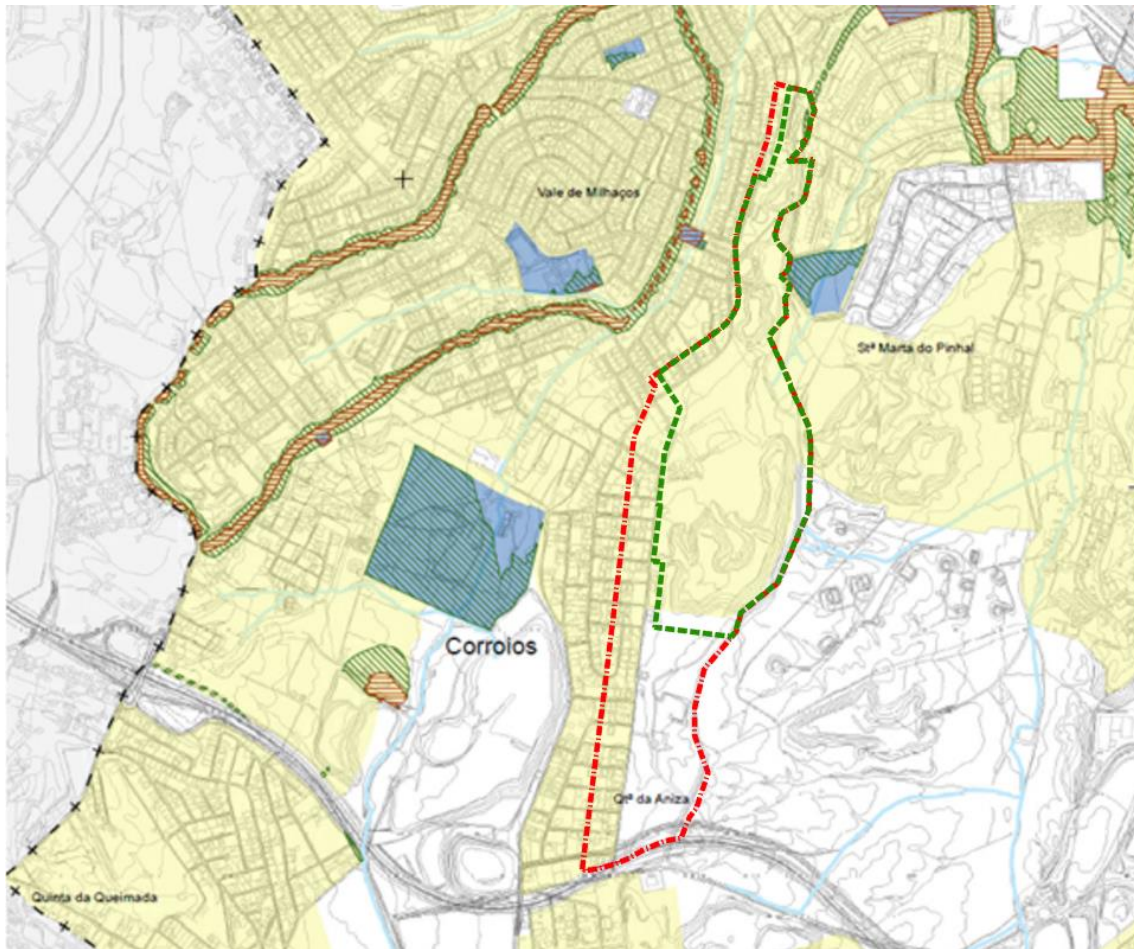 Vale de Milhaços
Stª Marta do Pinhal
Corroios
Qtª da Aniza
Quinta da Queimada